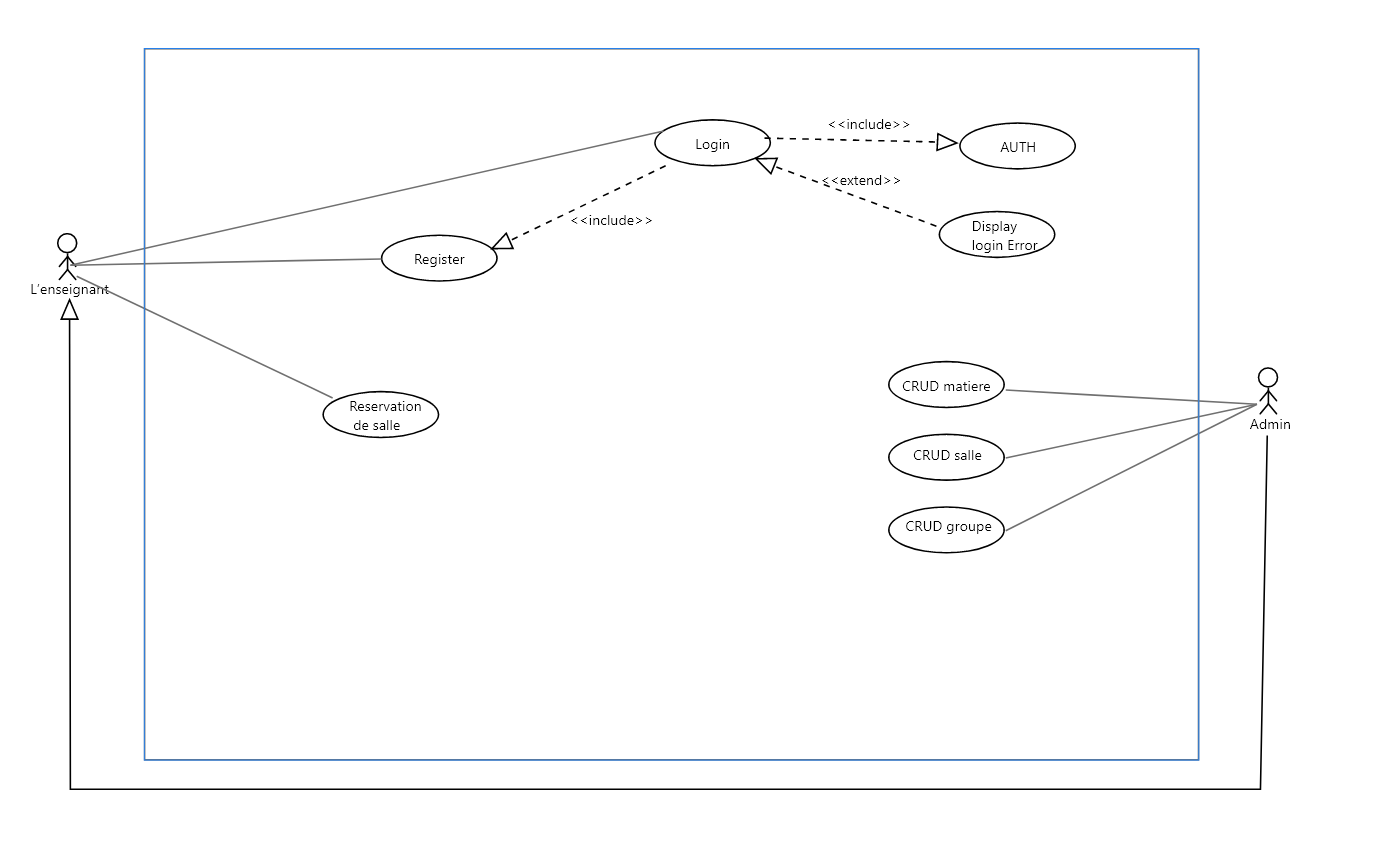 <<include>>
Login
AUTH
<<extend>>
<<include>>
Display
login Error
Register
L'enseignant
CRUD matiere
Reservation
de salle
Admin
CRUD salle
CRUD groupe